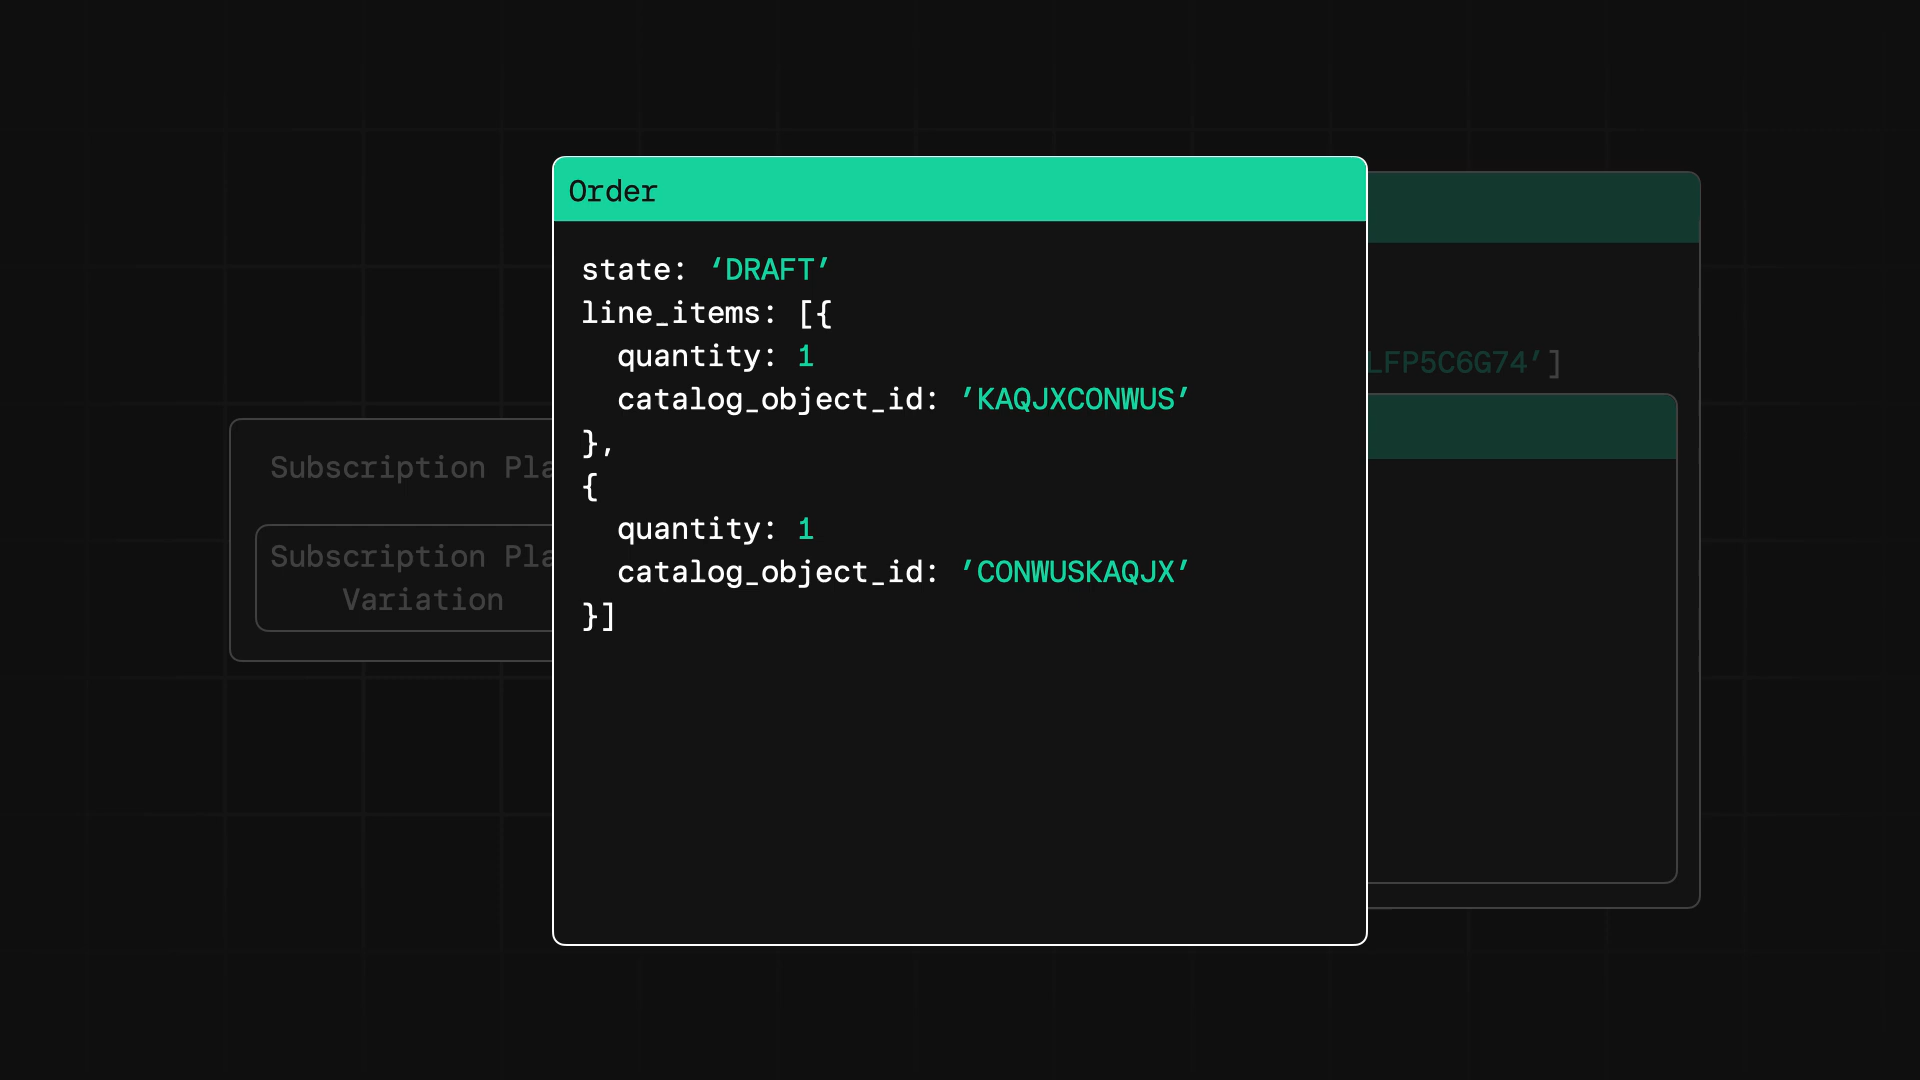 Order
state: ‘DRAFT’
line_items: [{
  quantity: 1
  catalog_object_id: ’KAQJXCONWUS’
},
{
  quantity: 1
  catalog_object_id: ’CONWUSKAQJX’
}]
Subscription Pla
Subscription Pla
Variation
LFP5C6G74’]